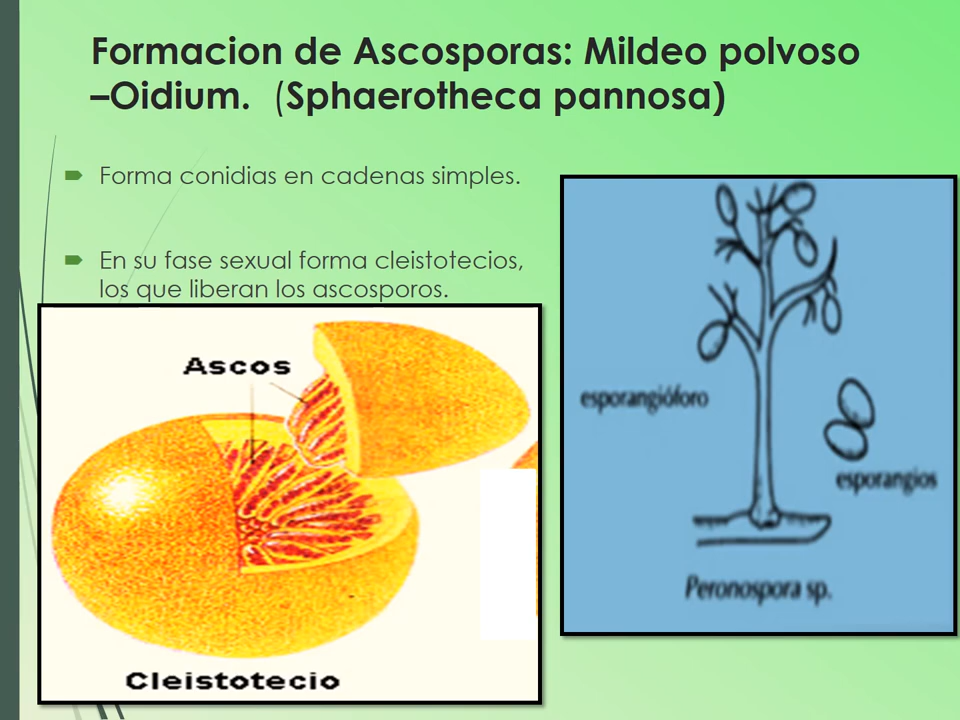 Formacion de Ascosporas: Mildeo polvoso
–Oidium.  (Sphaerotheca pannosa)
Forma conidias en cadenas simples.
En su fase sexual forma cleistotecios,
los que liberan los ascosporos.
Ascos
Cleistotecio
esporangióforo
esporangios
Peronospora sp.